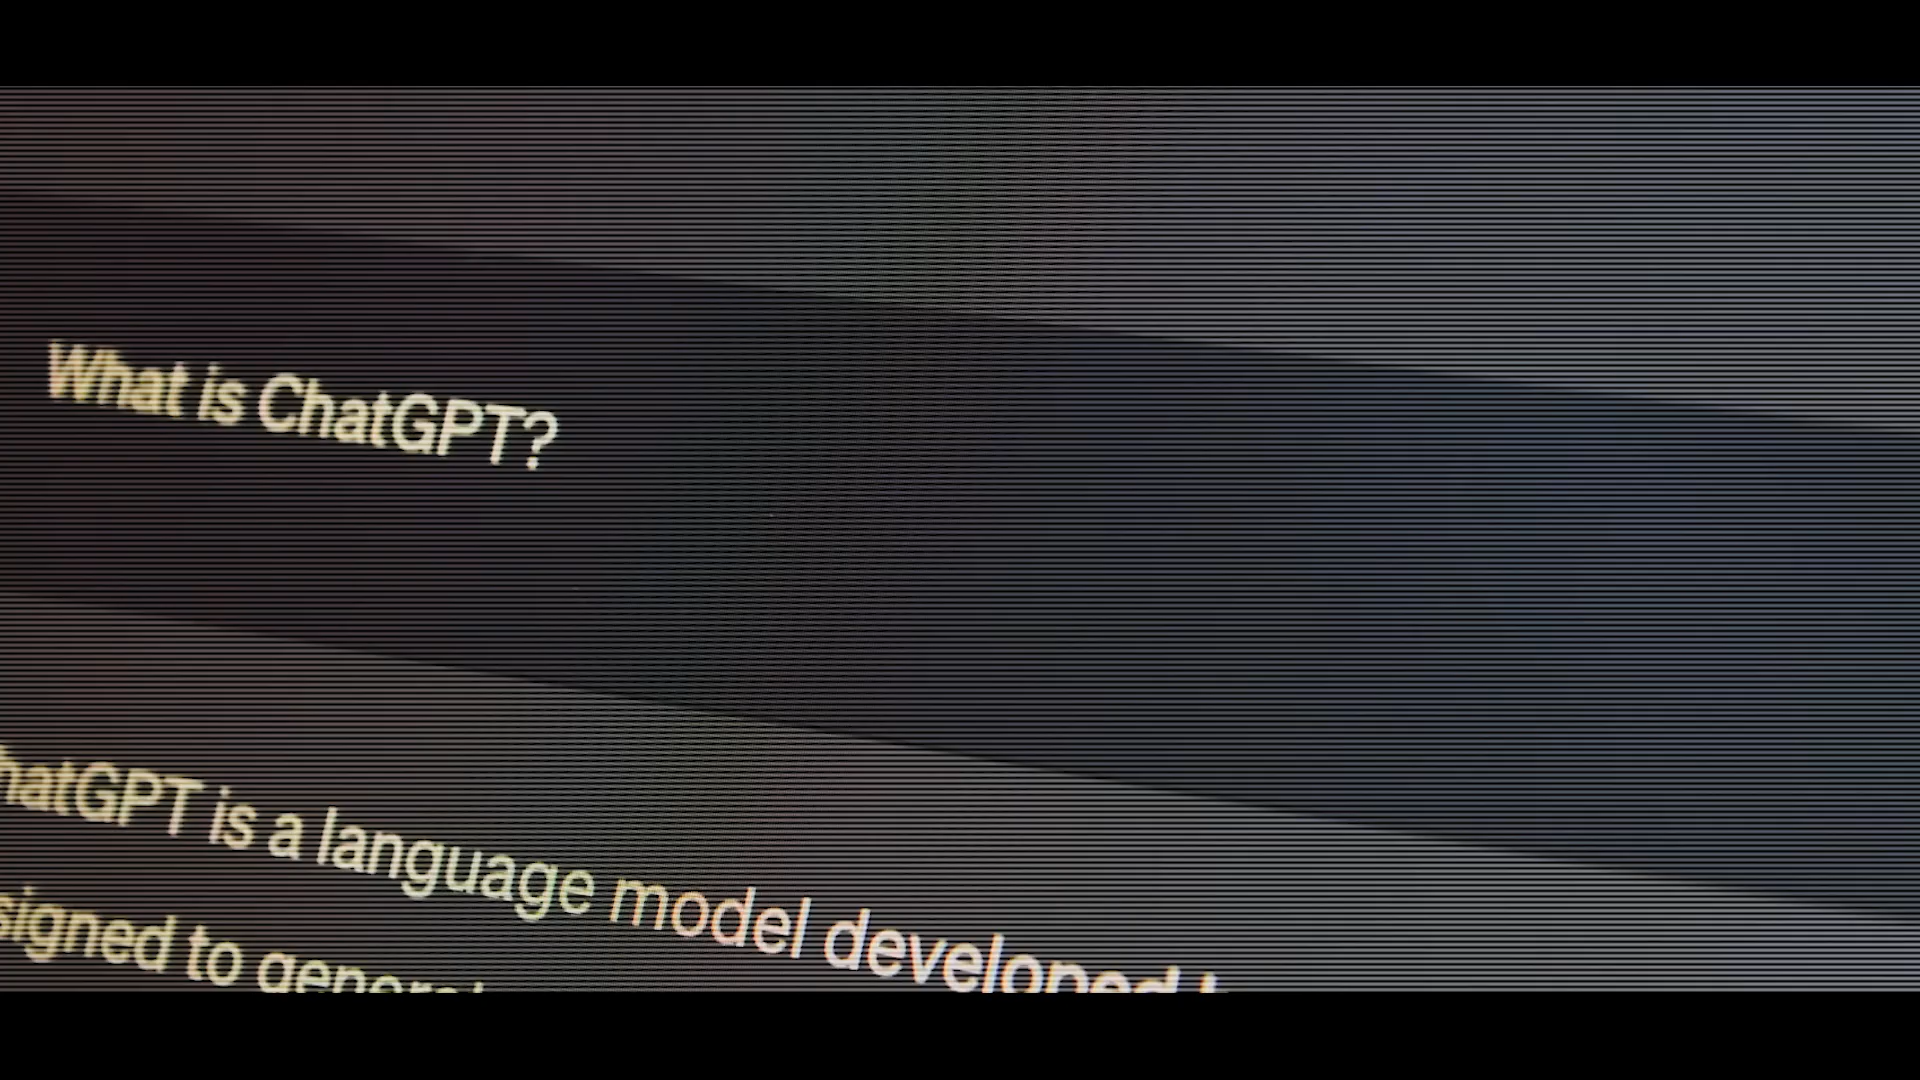 What is ChatGPT?
hatGPT is a language model developed
signed to